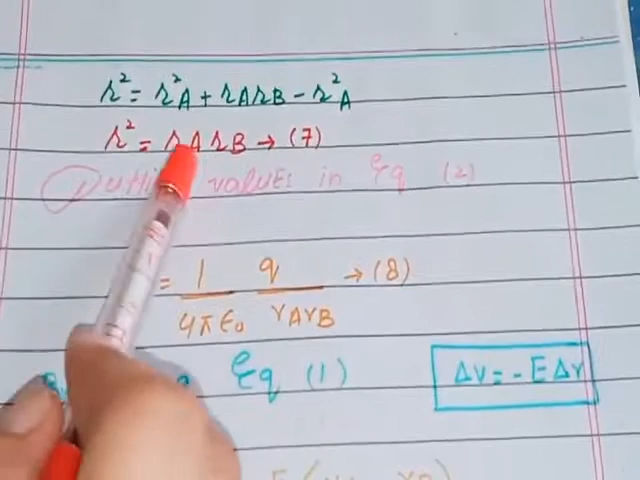 r² = r²A + rArB - r²A
r² = rArB → (7)
Putting values in Eq (2)
= 1/4πϵ₀ q/rArB → (8)
Eq (1) ΔV = -EΔr